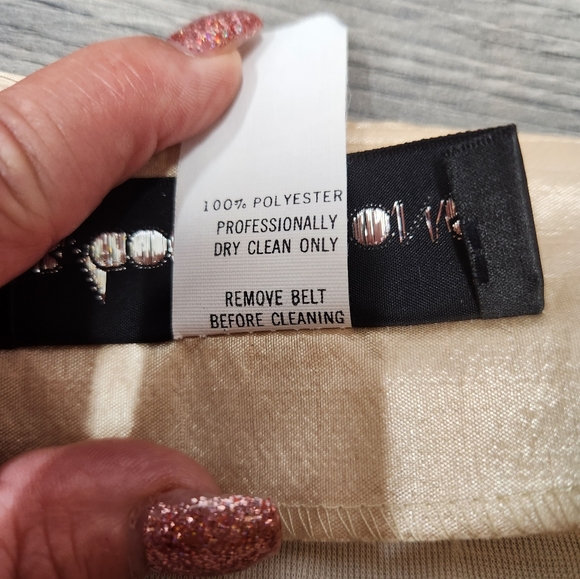 100% POLYESTER
PROFESSIONALLY
DRY CLEAN ONLY
REMOVE BELT
BEFORE CLEANING